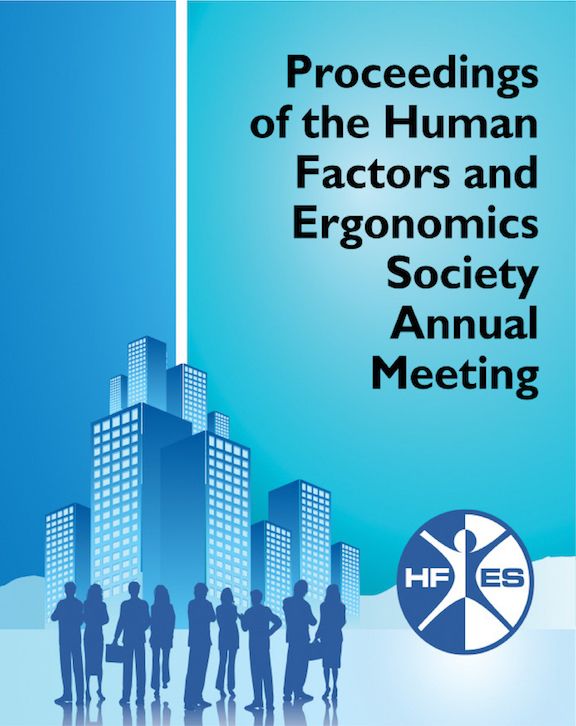 Proceedings
of the Human
Factors and
Ergonomics
Society
Annual
Meeting
HF ES